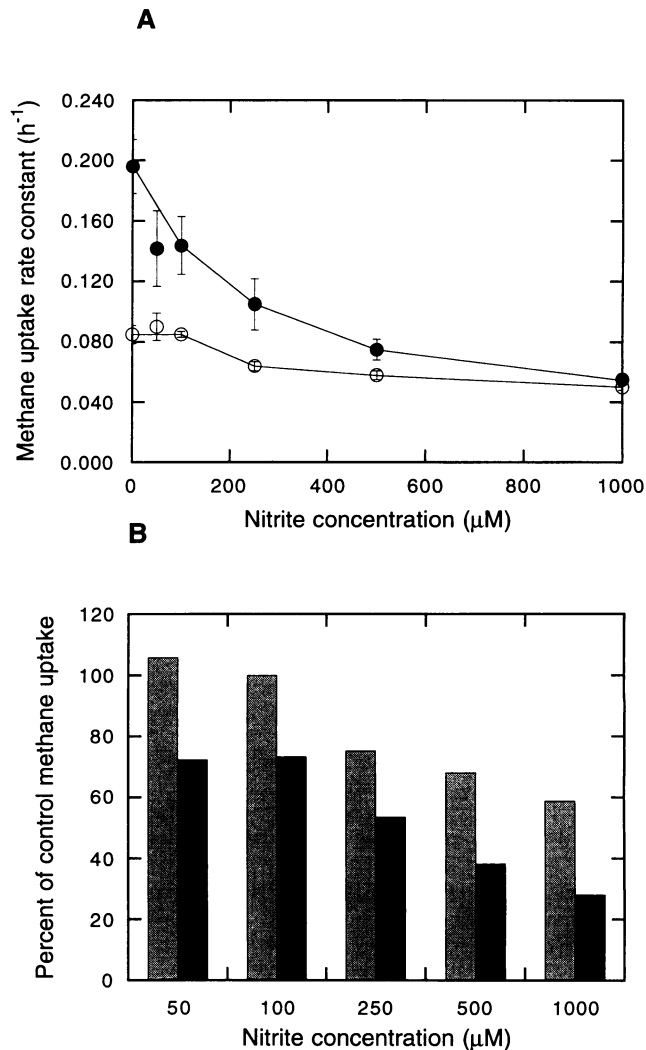 A
Methane uptake rate constant (h⁻¹)
0.240
0.200
0.160
0.120
0.080
0.040
0.000
0 200 400 600 800 1000
Nitrite concentration (μM)
B
Percent of control methane uptake
120
100
80
60
40
20
0
50 100 250 500 1000
Nitrite concentration (μM)